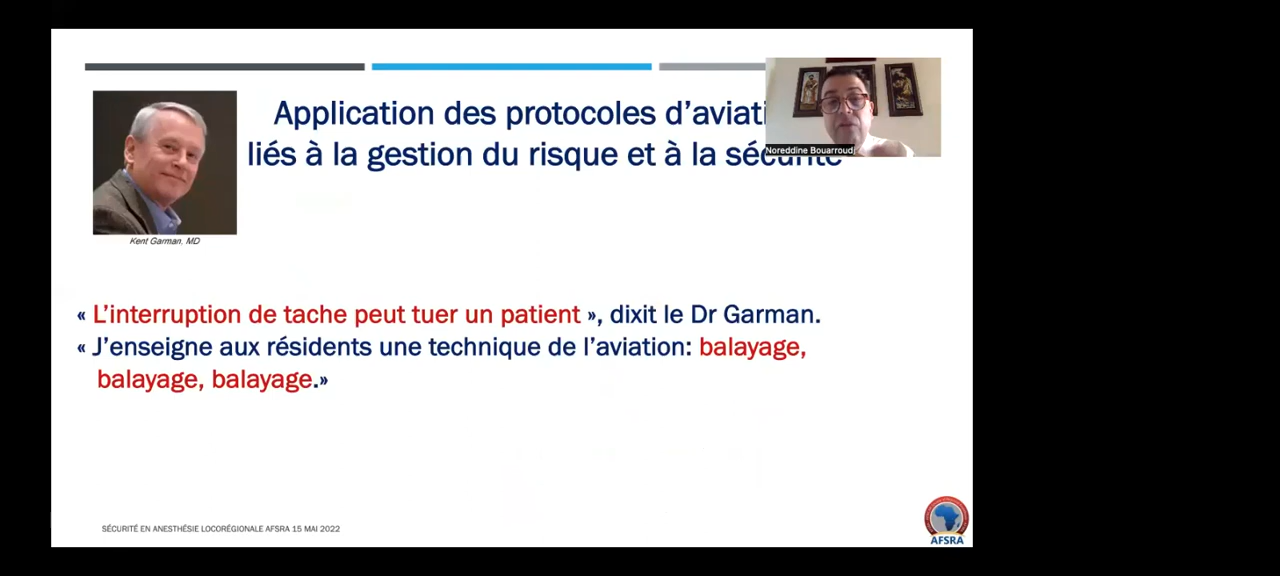 Application des protocoles d’aviati
liés à la gestion du risque et à la sécurité
Noreddine Bouarroudj
Kent Garman, MD
« L’interruption de tache peut tuer un patient », dixit le Dr Garman.
« J’enseigne aux résidents une technique de l’aviation: balayage,
balayage, balayage.»
SÉCURITÉ EN ANESTHÉSIE LOCORÉGIONALE AFSRA 15 MAI 2022
AFSRA